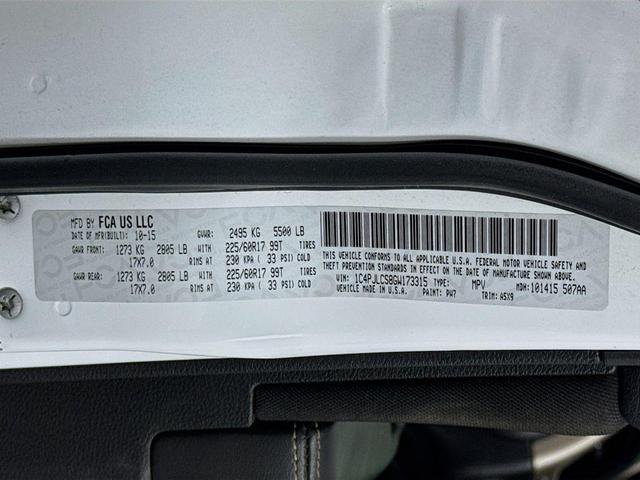 MFD BY FCA US LLC
DATE OF MFR(BUILT): 10-15 GVWR: 2495 KG 5500 LB
GAWR FRONT: 1273 KG 2805 LB WITH 225/60R17 99T TIRES
17X7.0 RIMS AT 230 KPA ( 33 PSI) COLD
GAWR REAR: 1273 KG 2805 LB WITH 225/60R17 99T TIRES
17X7.0 RIMS AT 230 KPA ( 33 PSI) COLD
THIS VEHICLE CONFORMS TO ALL APPLICABLE U.S.A. FEDERAL MOTOR VEHICLE SAFETY AND
THEFT PREVENTION STANDARDS IN EFFECT ON THE DATE OF MANUFACTURE SHOWN ABOVE.
VIN: 1C4PJLCS8GW173315 TYPE: MPV MDH: 101415 507AA
MADE IN U.S.A. PAINT: PW7 TRIM: A5X9